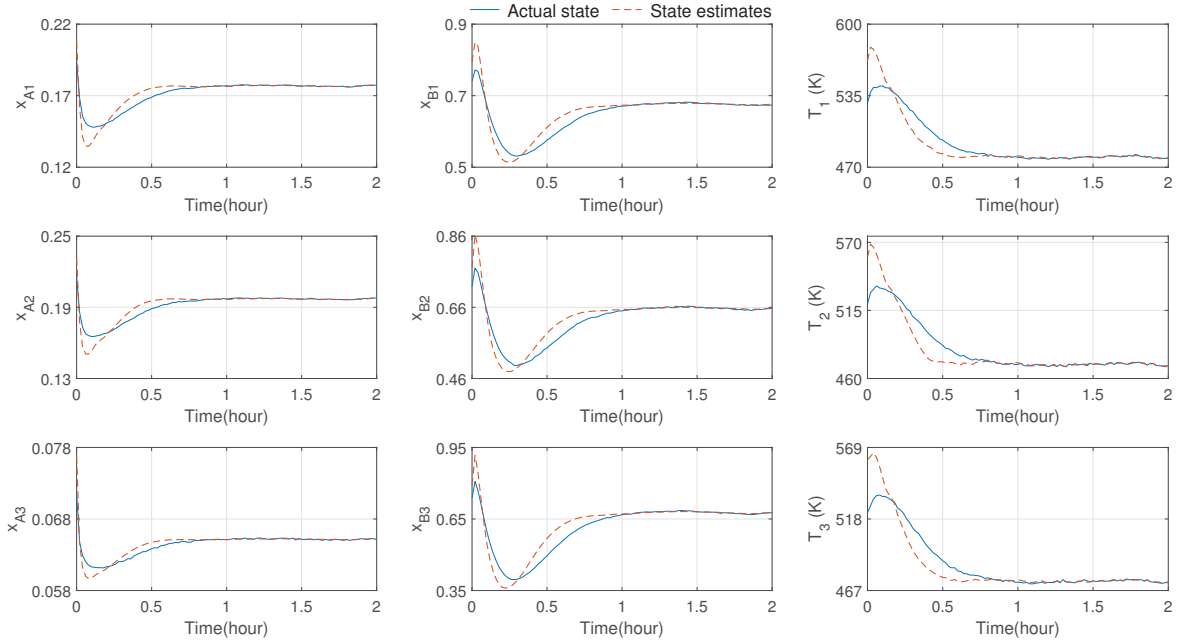 Actual state State estimates
0.22
0.17
0.12
x_A1
0 0.5 1 1.5 2
Time(hour)
0.9
0.7
0.5
x_B1
0 0.5 1 1.5 2
Time(hour)
600
535
470
T_1 (K)
0 0.5 1 1.5 2
Time(hour)
0.25
0.19
0.13
x_A2
0 0.5 1 1.5 2
Time(hour)
0.86
0.66
0.46
x_B2
0 0.5 1 1.5 2
Time(hour)
570
515
460
T_2 (K)
0 0.5 1 1.5 2
Time(hour)
0.078
0.068
0.058
x_A3
0 0.5 1 1.5 2
Time(hour)
0.95
0.65
0.35
x_B3
0 0.5 1 1.5 2
Time(hour)
569
518
467
T_3 (K)
0 0.5 1 1.5 2
Time(hour)